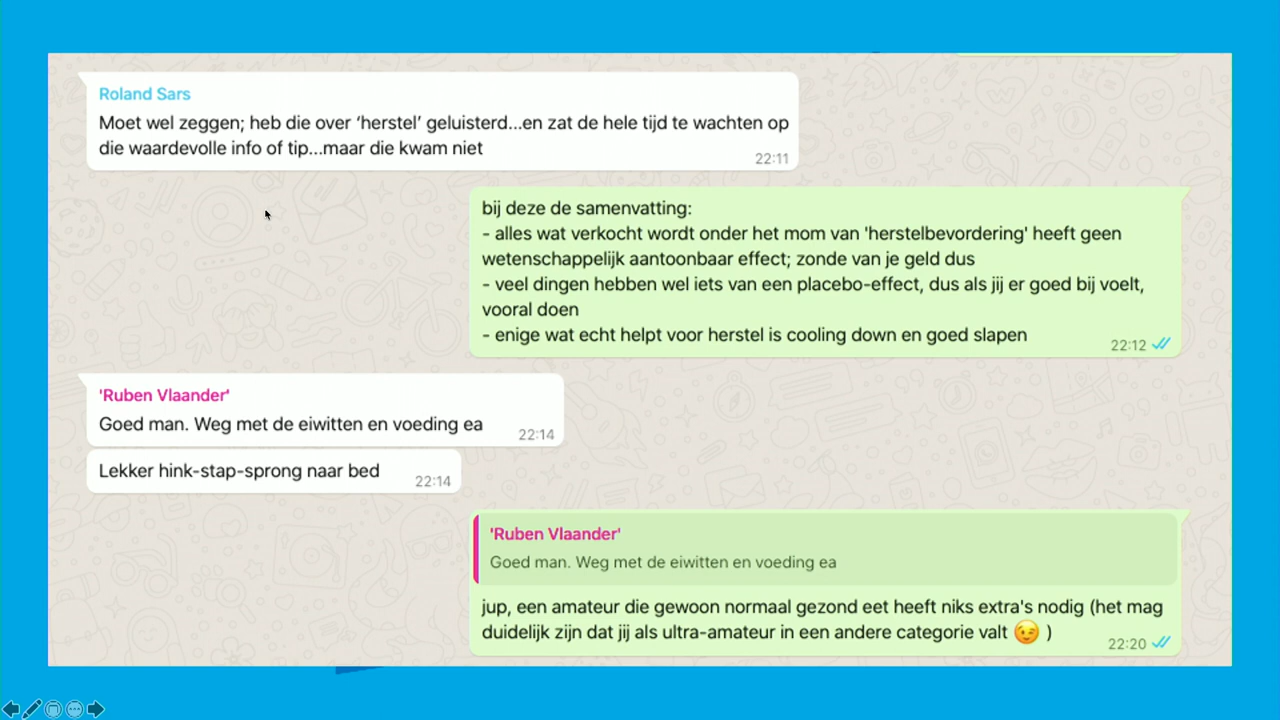 Roland Sars
Moet wel zeggen; heb die over ‘herstel’ geluisterd...en zat de hele tijd te wachten op
die waardevolle info of tip...maar die kwam niet
22:11
bij deze de samenvatting:
- alles wat verkocht wordt onder het mom van 'herstelbevordering' heeft geen
wetenschappelijk aantoonbaar effect; zonde van je geld dus
- veel dingen hebben wel iets van een placebo-effect, dus als jij er goed bij voelt,
vooral doen
- enige wat echt helpt voor herstel is cooling down en goed slapen
22:12
'Ruben Vlaander'
Goed man. Weg met de eiwitten en voeding ea
22:14
Lekker hink-stap-sprong naar bed
22:14
'Ruben Vlaander'
Goed man. Weg met de eiwitten en voeding ea
jup, een amateur die gewoon normaal gezond eet heeft niks extra's nodig (het mag
duidelijk zijn dat jij als ultra-amateur in een andere categorie valt 😉 )
22:20